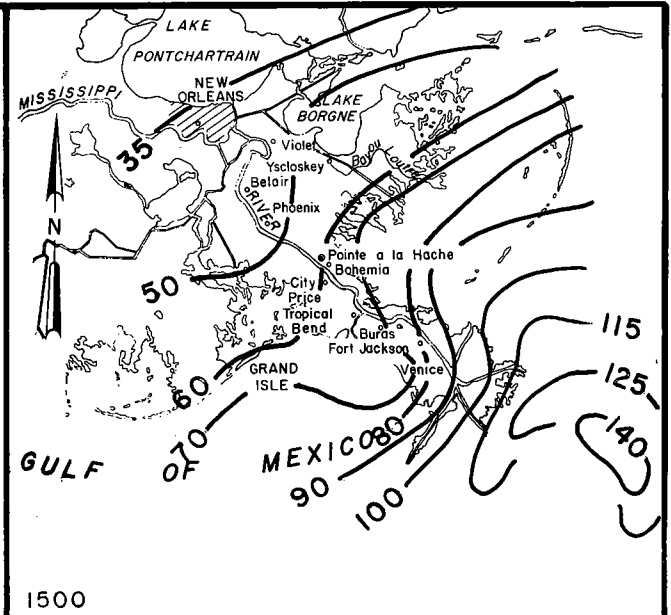 LAKE
PONTCHARTRAIN
NEW
ORLEANS
MISSISSIPPI
LAKE
BORGNE
35
Violet
Bayou
Yscloskey
Belair
RIVER
Phoenix
N
Pointe a la Hache
Bohemia
50
City
Price
Tropical
Bend
Buras
Fort Jackson
115
GRAND
ISLE
Venice
125
60
70
80
140
GULF OF MEXICO
90
100
1500